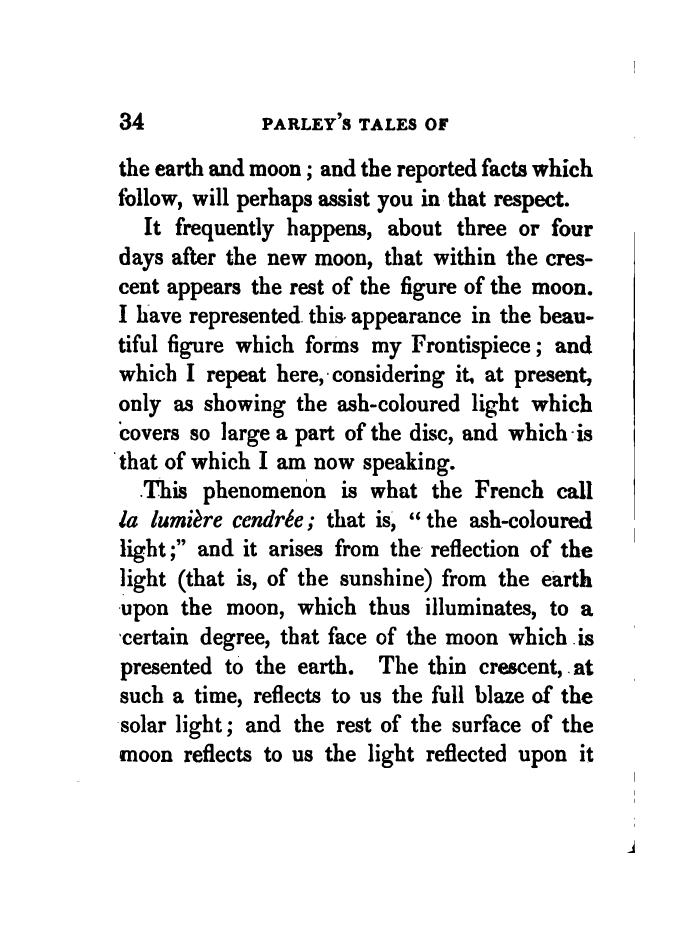 34 PARLEY'S TALES OF
the earth and moon; and the reported facts which
follow, will perhaps assist you in that respect.
It frequently happens, about three or four
days after the new moon, that within the cres-
cent appears the rest of the figure of the moon.
I have represented this appearance in the beau-
tiful figure which forms my Frontispiece; and
which I repeat here, considering it, at present,
only as showing the ash-coloured light which
covers so large a part of the disc, and which is
that of which I am now speaking.
This phenomenon is what the French call
la lumière cendrée; that is, "the ash-coloured
light;" and it arises from the reflection of the
light (that is, of the sunshine) from the earth
upon the moon, which thus illuminates, to a
certain degree, that face of the moon which is
presented to the earth. The thin crescent, at
such a time, reflects to us the full blaze of the
solar light; and the rest of the surface of the
moon reflects to us the light reflected upon it